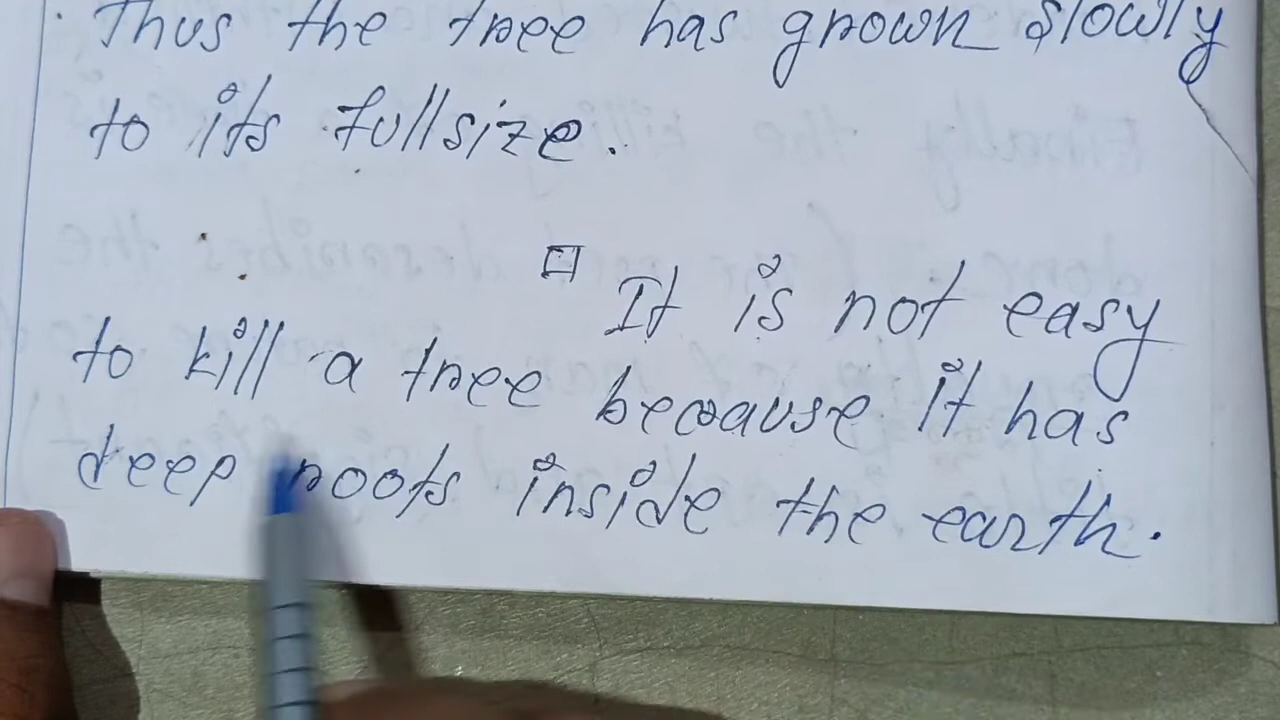 Thus the tree has grown slowly
to its fullsize.
It is not easy
to kill a tree because it has
deep roots inside the earth.